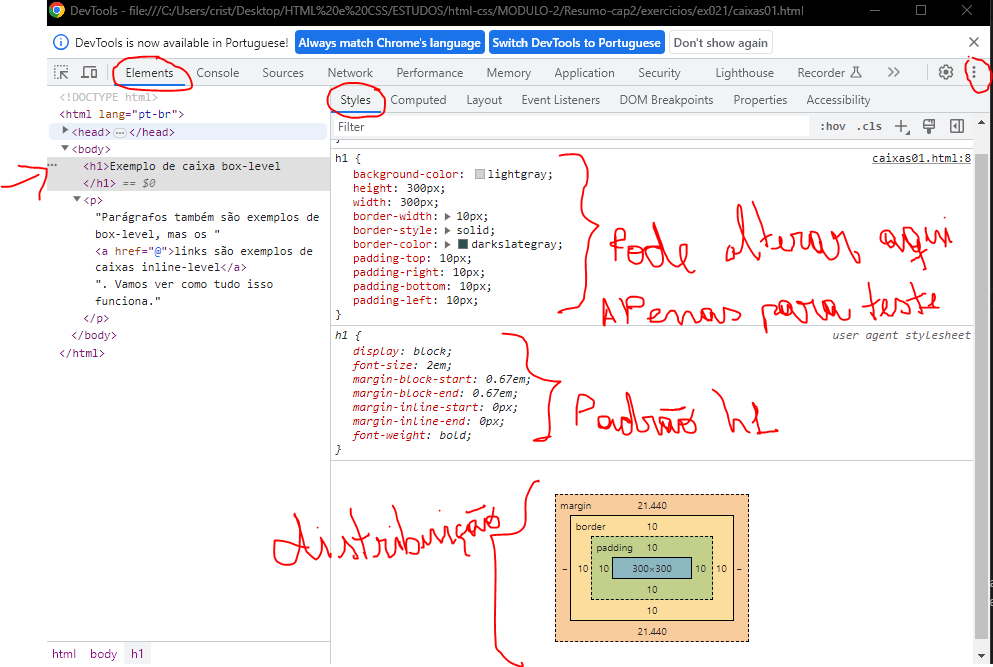 DevTools - file:///C:/Users/crist/Desktop/HTML%20e%20CSS/ESTUDOS/html-css/MODULO-2/Resumo-cap2/exercicios/ex021/caixas01.html
DevTools is now available in Portuguese! Always match Chrome's language Switch DevTools to Portuguese Don't show again
Elements Console Sources Network Performance Memory Application Security Lighthouse Recorder
<!DOCTYPE html>
<html lang="pt-br">
<head> … </head>
<body>
<h1>Exemplo de caixa box-level
</h1> == $0
<p>
"Parágrafos também são exemplos de
box-level, mas os "
<a href="@">links são exemplos de
caixas inline-level</a>
". Vamos ver como tudo isso
funciona."
</p>
</body>
</html>
html body h1
Styles Computed Layout Event Listeners DOM Breakpoints Properties Accessibility
Filter :hov .cls
}
h1 { caixas01.html:8
background-color: lightgray;
height: 300px;
width: 300px;
border-width: 10px;
border-style: solid;
border-color: darkslategray;
padding-top: 10px;
padding-right: 10px;
padding-bottom: 10px;
padding-left: 10px;
}
Pode alterar aqui
Apenas para teste
h1 { user agent stylesheet
display: block;
font-size: 2em;
margin-block-start: 0.67em;
margin-block-end: 0.67em;
margin-inline-start: 0px;
margin-inline-end: 0px;
font-weight: bold;
}
Padrão h1
distribuição
margin 21.440
border 10
padding 10
– 10 10 300×300 10 10 –
10
10
21.440